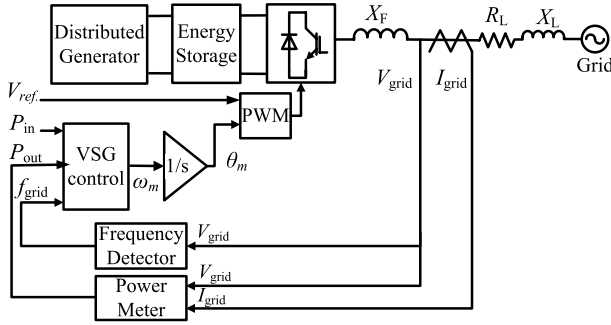 Distributed
Generator
Energy
Storage
X_F
R_L
X_L
Grid
V_grid
I_grid
V_ref.
PWM
P_in
P_out
f_grid
VSG
control
ω_m
1/s
θ_m
Frequency
Detector
V_grid
Power
Meter
V_grid
I_grid